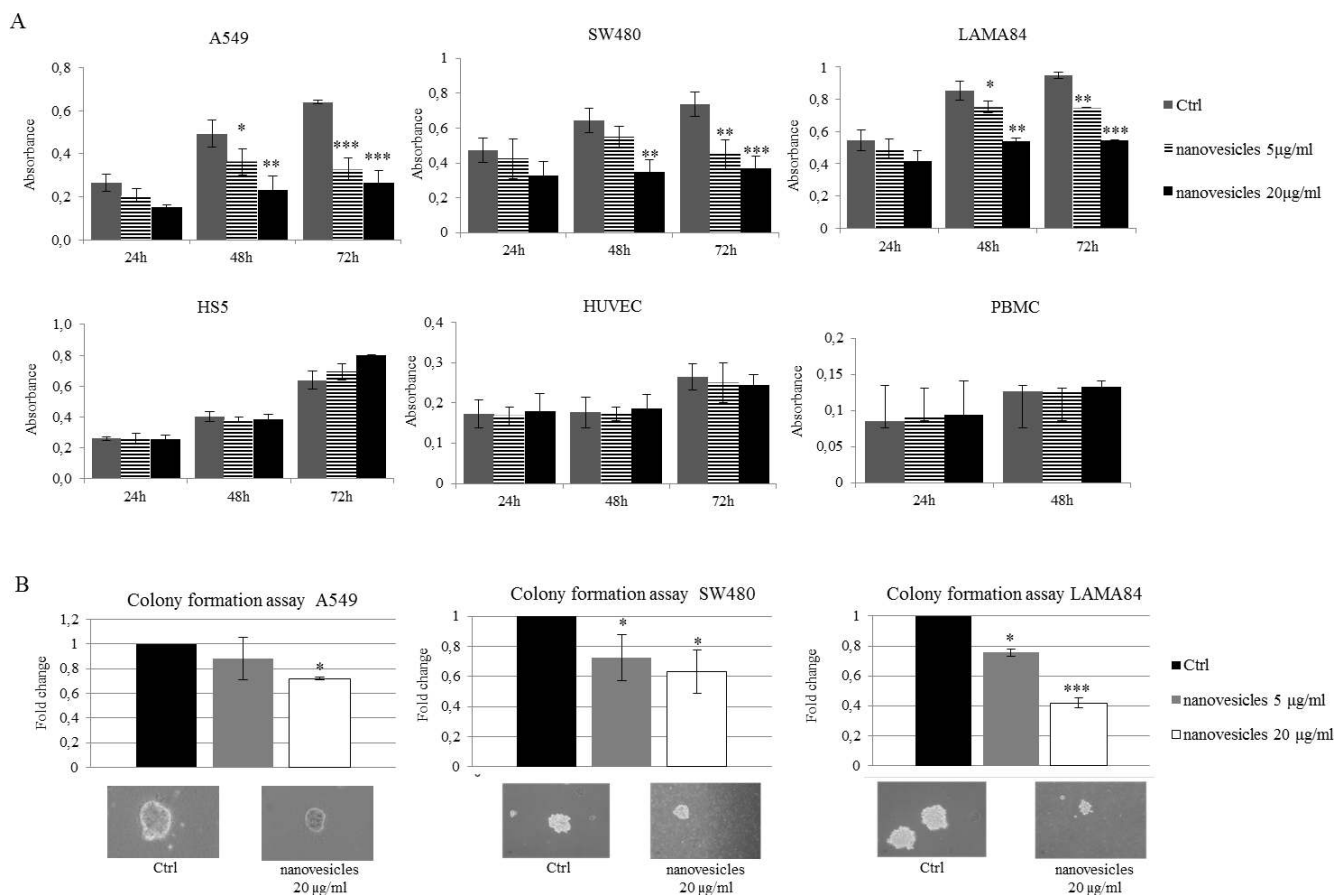 A
A549
SW480
LAMA84
Absorbance
0,8
0,6
0,4
0,2
0,0
* ** *** ***
24h 48h 72h
Absorbance
1
0,8
0,6
0,4
0,2
0
** ** ***
24h 48h 72h
Absorbance
1
0,8
0,6
0,4
0,2
0
* ** ** ***
24h 48h 72h
Ctrl
nanovesicles 5µg/ml
nanovesicles 20µg/ml
HS5
HUVEC
PBMC
Absorbance
1,0
0,8
0,6
0,4
0,2
0,0
24h 48h 72h
Absorbance
0,4
0,3
0,2
0,1
0
24h 48h 72h
Absorbance
0,2
0,15
0,1
0,05
0
24h 48h
B
Colony formation assay A549
Fold change
1,2
1
0,8
0,6
0,4
0,2
0
*
Ctrl
nanovesicles
20 µg/ml
Colony formation assay SW480
Fold change
1
0,8
0,6
0,4
0,2
0
* *
Ctrl
nanovesicles
20 µg/ml
Colony formation assay LAMA84
Fold change
1
0,8
0,6
0,4
0,2
0
* ***
Ctrl
nanovesicles
20 µg/ml
Ctrl
nanovesicles 5 µg/ml
nanovesicles 20 µg/ml